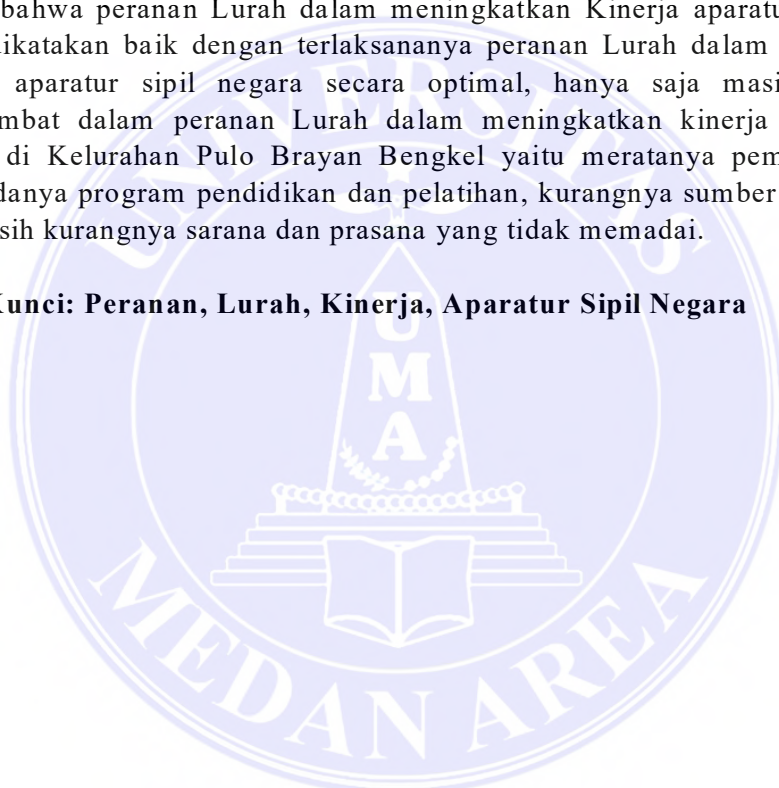 bahwa peranan Lurah dalam meningkatkan Kinerja aparatu
dikatakan baik dengan terlaksananya peranan Lurah dalam
aparatur sipil negara secara optimal, hanya saja masi
mbat dalam peranan Lurah dalam meningkatkan kinerja
di Kelurahan Pulo Brayan Bengkel yaitu meratanya pem
danya program pendidikan dan pelatihan, kurangnya sumber
sih kurangnya sarana dan prasana yang tidak memadai.
Kunci: Peranan, Lurah, Kinerja, Aparatur Sipil Negara
UNIVERSITAS
UMA
MEDAN AREA